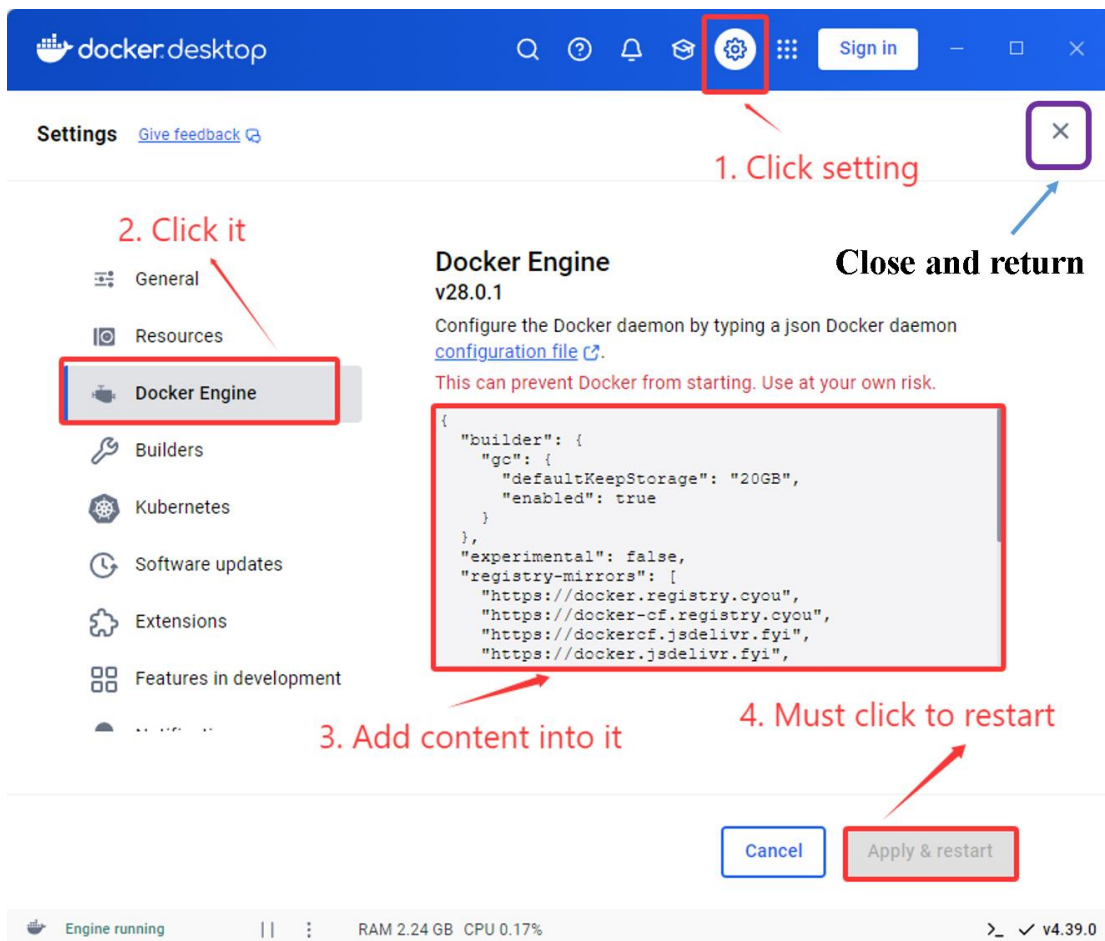 docker.desktop
Sign in
Settings
Give feedback
1. Click setting
2. Click it
Close and return
General
Resources
Docker Engine
Builders
Kubernetes
Software updates
Extensions
Features in development
Docker Engine
v28.0.1
Configure the Docker daemon by typing a json Docker daemon
configuration file.
This can prevent Docker from starting. Use at your own risk.
{
"builder": {
"gc": {
"defaultKeepStorage": "20GB",
"enabled": true
}
},
"experimental": false,
"registry-mirrors": [
"https://docker.registry.cyou",
"https://docker-cf.registry.cyou",
"https://dockercf.jsdelivr.fyi",
"https://docker.jsdelivr.fyi",
3. Add content into it
4. Must click to restart
Cancel
Apply & restart
Engine running
RAM 2.24 GB CPU 0.17%
v4.39.0